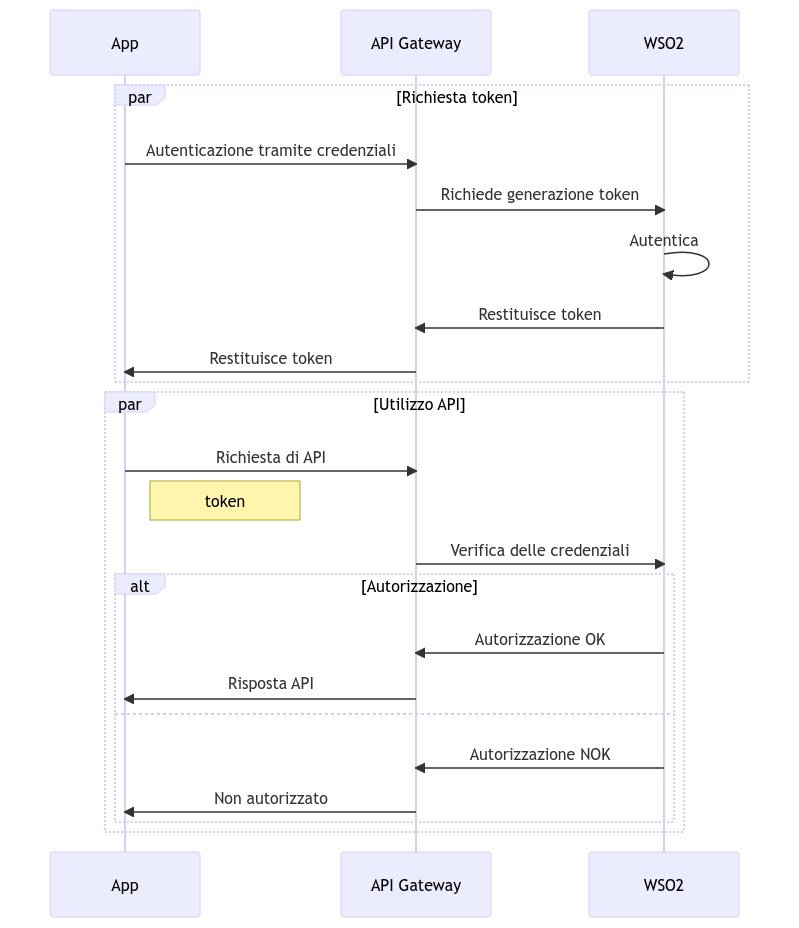 App
API Gateway
WSO2
par
[Richiesta token]
Autenticazione tramite credenziali
Richiede generazione token
Autentica
Restituisce token
Restituisce token
par
[Utilizzo API]
Richiesta di API
token
Verifica delle credenziali
alt
[Autorizzazione]
Autorizzazione OK
Risposta API
Autorizzazione NOK
Non autorizzato
App
API Gateway
WSO2